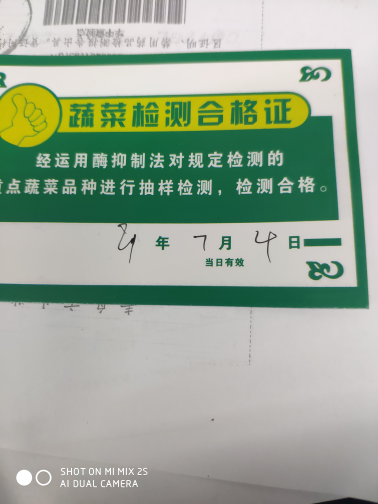 蔬菜检测合格证
经运用酶抑制法对规定检测的
重点蔬菜品种进行抽样检测，检测合格。
年 7月4日
当日有效
SHOT ON MI MIX 2S
AI DUAL CAMERA